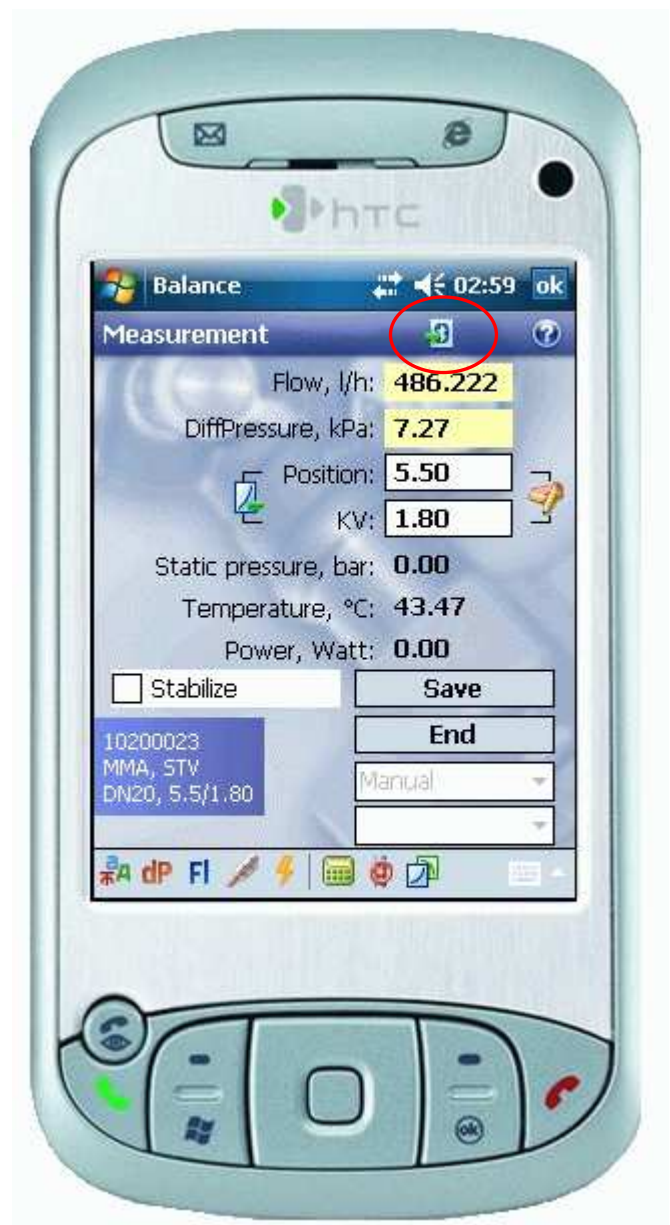 hTC
Balance 02:59 ok
Measurement ?
Flow, l/h: 486.222
DiffPressure, kPa: 7.27
Position: 5.50
KV: 1.80
Static pressure, bar: 0.00
Temperature, °C: 43.47
Power, Watt: 0.00
Stabilize Save
End
10200023
MMA, STV
DN20, 5.5/1.80
Manual
aA dP Fl
ok